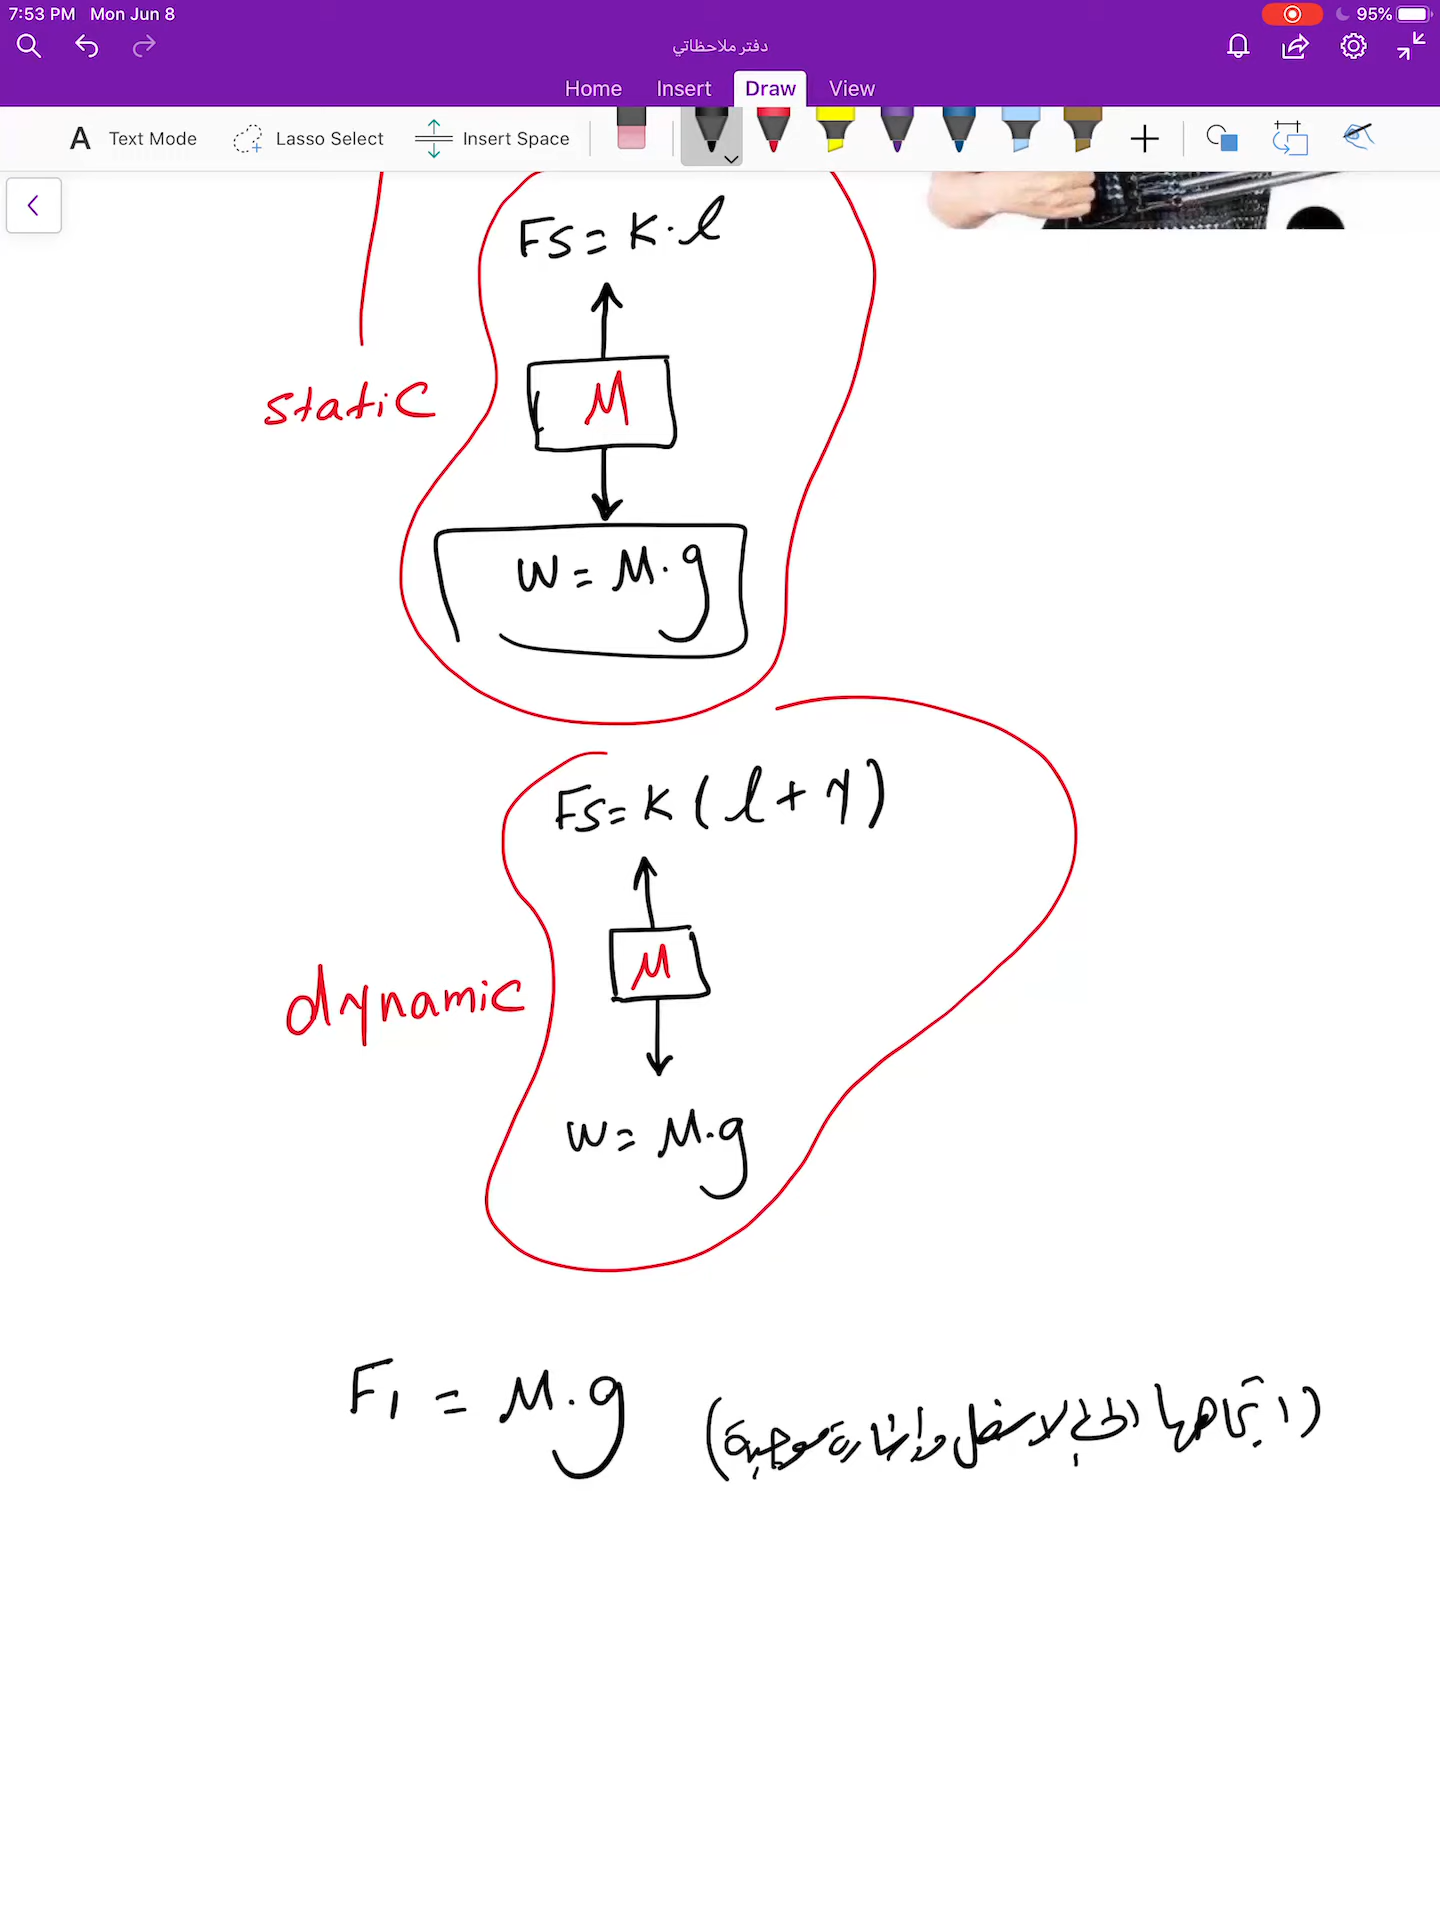 7:53 PM Mon Jun 8
95%
دفتر ملاحظاتي
Home Insert Draw View
A Text Mode Lasso Select Insert Space
Fs = K . l
M
static
W = M . g
Fs = K ( l + y )
M
dynamic
W = M . g
F1 = M . g (اتجاهها الى الاسفل وإشارة موجبة)